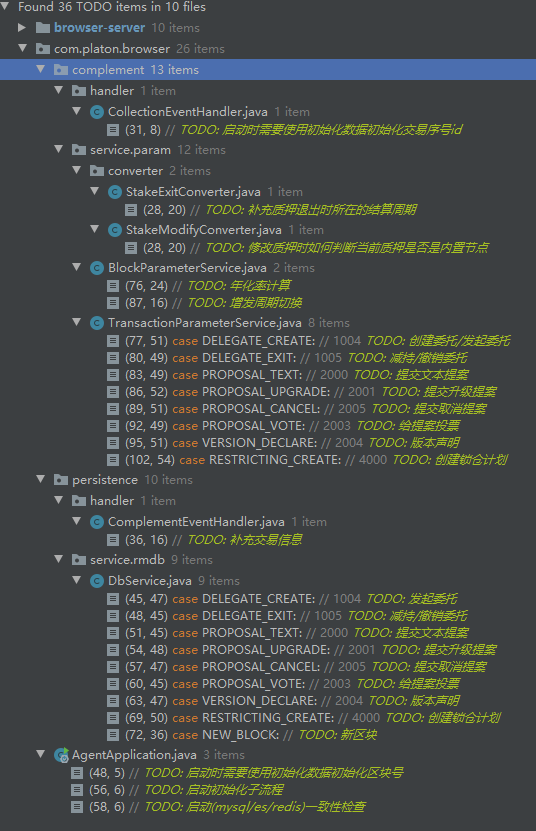 Found 36 TODO items in 10 files
browser-server 10 items
com.platon.browser 26 items
complement 13 items
handler 1 item
CollectionEventHandler.java 1 item
(31, 8) // TODO: 启动时需要使用初始化数据初始化交易序号id
service.param 12 items
converter 2 items
StakeExitConverter.java 1 item
(28, 20) // TODO: 补充质押退出时所在的结算周期
StakeModifyConverter.java 1 item
(28, 20) // TODO: 修改质押时如何判断当前质押是否是内置节点
BlockParameterService.java 2 items
(76, 24) // TODO: 年化率计算
(87, 16) // TODO: 增发周期切换
TransactionParameterService.java 8 items
(77, 51) case DELEGATE_CREATE: // 1004 TODO: 创建委托/发起委托
(80, 49) case DELEGATE_EXIT: // 1005 TODO: 减持/撤销委托
(83, 49) case PROPOSAL_TEXT: // 2000 TODO: 提交文本提案
(86, 52) case PROPOSAL_UPGRADE: // 2001 TODO: 提交升级提案
(89, 51) case PROPOSAL_CANCEL: // 2005 TODO: 提交取消提案
(92, 49) case PROPOSAL_VOTE: // 2003 TODO: 给提案投票
(95, 51) case VERSION_DECLARE: // 2004 TODO: 版本声明
(102, 54) case RESTRICTING_CREATE: // 4000 TODO: 创建锁仓计划
persistence 10 items
handler 1 item
ComplementEventHandler.java 1 item
(36, 16) // TODO: 补充交易信息
service.rmdb 9 items
DbService.java 9 items
(45, 47) case DELEGATE_CREATE: // 1004 TODO: 发起委托
(48, 45) case DELEGATE_EXIT: // 1005 TODO: 减持/撤销委托
(51, 45) case PROPOSAL_TEXT: // 2000 TODO: 提交文本提案
(54, 48) case PROPOSAL_UPGRADE: // 2001 TODO: 提交升级提案
(57, 47) case PROPOSAL_CANCEL: // 2005 TODO: 提交取消提案
(60, 45) case PROPOSAL_VOTE: // 2003 TODO: 给提案投票
(63, 47) case VERSION_DECLARE: // 2004 TODO: 版本声明
(69, 50) case RESTRICTING_CREATE: // 4000 TODO: 创建锁仓计划
(72, 36) case NEW_BLOCK: // TODO: 新区块
AgentApplication.java 3 items
(48, 5) // TODO: 启动时需要使用初始化数据初始化区块号
(56, 6) // TODO: 启动初始化子流程
(58, 6) // TODO: 启动(mysql/es/redis)一致性检查